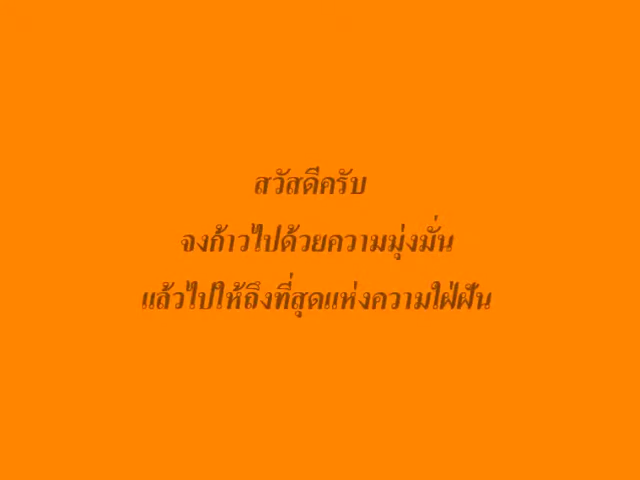 สวัสดีครับ
จงก้าวไปด้วยความมุ่งมั่น
แล้วไปให้ถึงที่สุดแห่งความใฝ่ฝัน